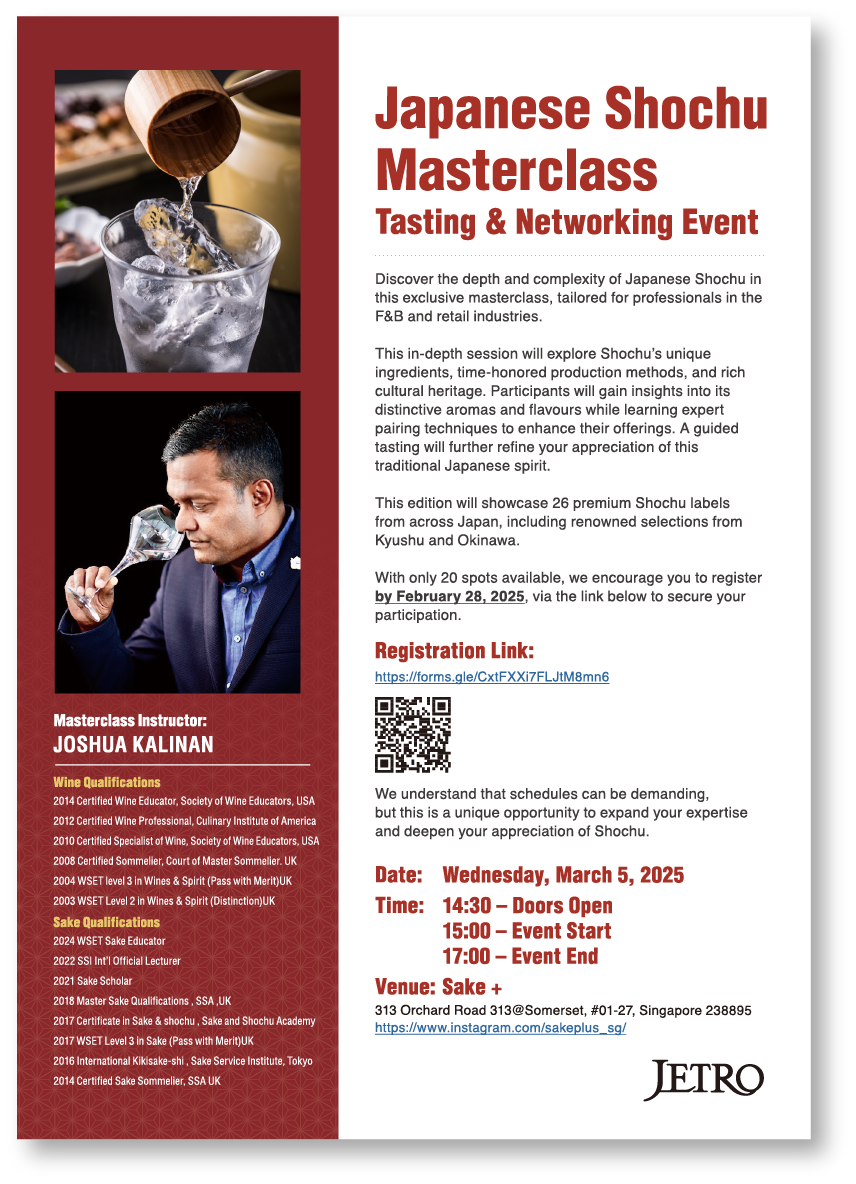 Japanese Shochu
Masterclass
Tasting & Networking Event
Discover the depth and complexity of Japanese Shochu in
this exclusive masterclass, tailored for professionals in the
F&B and retail industries.
This in-depth session will explore Shochu's unique
ingredients, time-honored production methods, and rich
cultural heritage. Participants will gain insights into its
distinctive aromas and flavours while learning expert
pairing techniques to enhance their offerings. A guided
tasting will further refine your appreciation of this
traditional Japanese spirit.
This edition will showcase 26 premium Shochu labels
from across Japan, including renowned selections from
Kyushu and Okinawa.
With only 20 spots available, we encourage you to register
by February 28, 2025, via the link below to secure your
participation.
Registration Link:
https://forms.gle/CxtFXXi7FLJtM8mn6
We understand that schedules can be demanding,
but this is a unique opportunity to expand your expertise
and deepen your appreciation of Shochu.
Date: Wednesday, March 5, 2025
Time: 14:30 – Doors Open
15:00 – Event Start
17:00 – Event End
Venue: Sake +
313 Orchard Road 313@Somerset, #01-27, Singapore 238895
https://www.instagram.com/sakeplus_sg/
JETRO
Masterclass Instructor:
JOSHUA KALINAN
Wine Qualifications
2014 Certified Wine Educator, Society of Wine Educators, USA
2012 Certified Wine Professional, Culinary Institute of America
2010 Certified Specialist of Wine, Society of Wine Educators, USA
2008 Certified Sommelier, Court of Master Sommelier. UK
2004 WSET level 3 in Wines & Spirit (Pass with Merit)UK
2003 WSET Level 2 in Wines & Spirit (Distinction)UK
Sake Qualifications
2024 WSET Sake Educator
2022 SSI Int'l Official Lecturer
2021 Sake Scholar
2018 Master Sake Qualifications , SSA ,UK
2017 Certificate in Sake & shochu , Sake and Shochu Academy
2017 WSET Level 3 in Sake (Pass with Merit)UK
2016 International Kikisake-shi , Sake Service Institute, Tokyo
2014 Certified Sake Sommelier, SSA UK